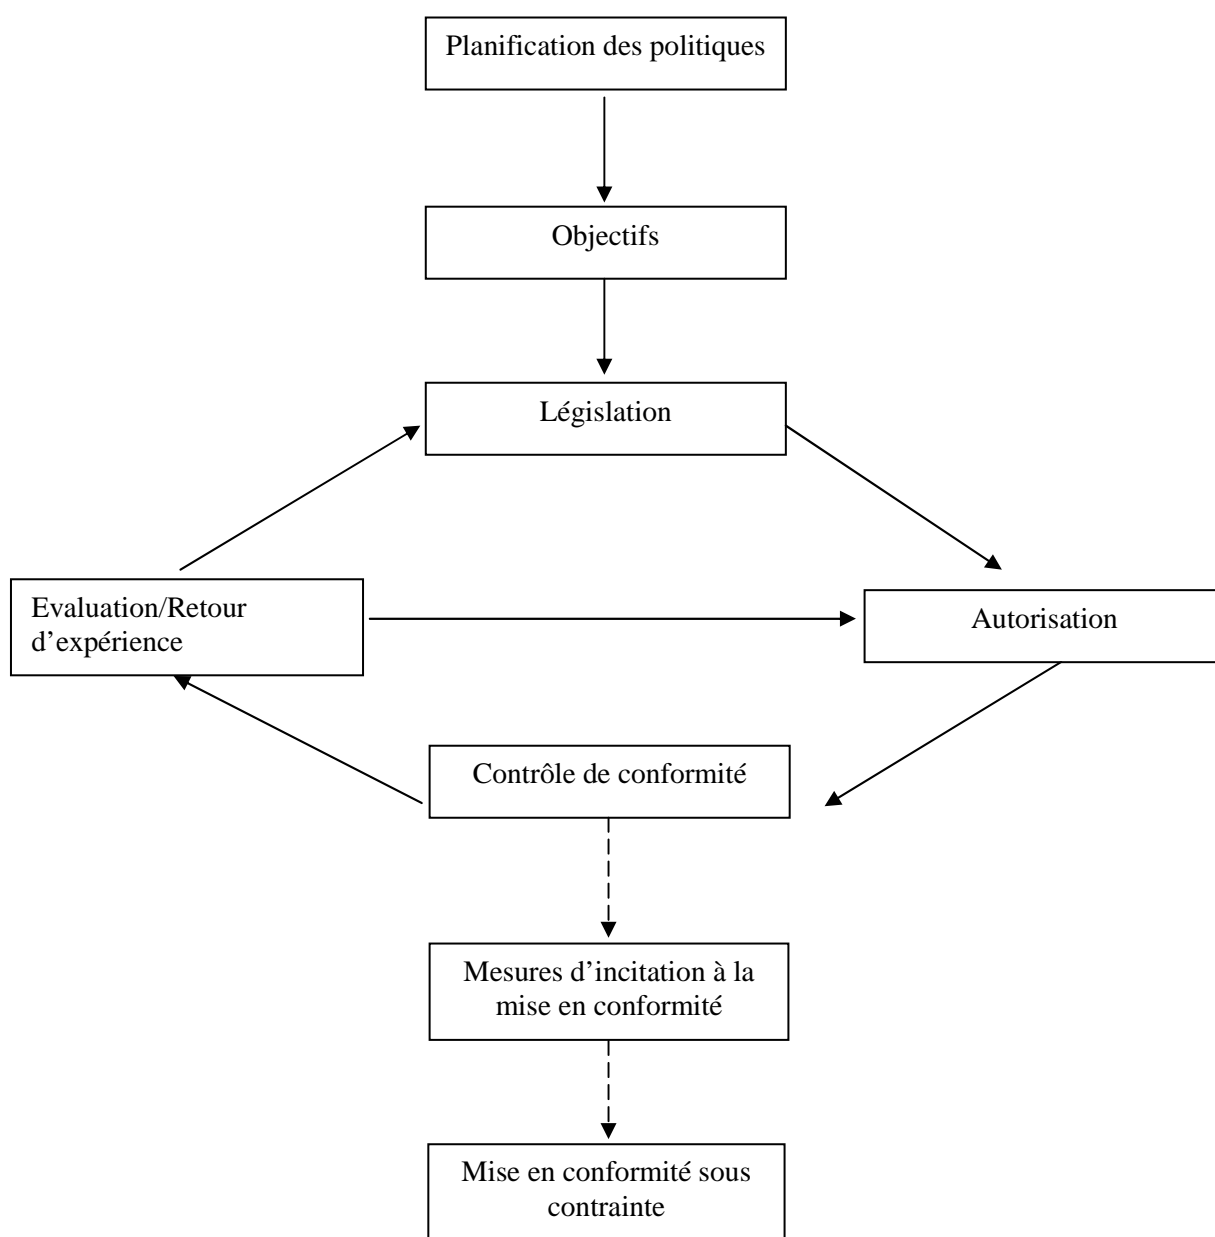 Planification des politiques
Objectifs
Législation
Evaluation/Retour
d’expérience
Autorisation
Contrôle de conformité
Mesures d’incitation à la
mise en conformité
Mise en conformité sous
contrainte